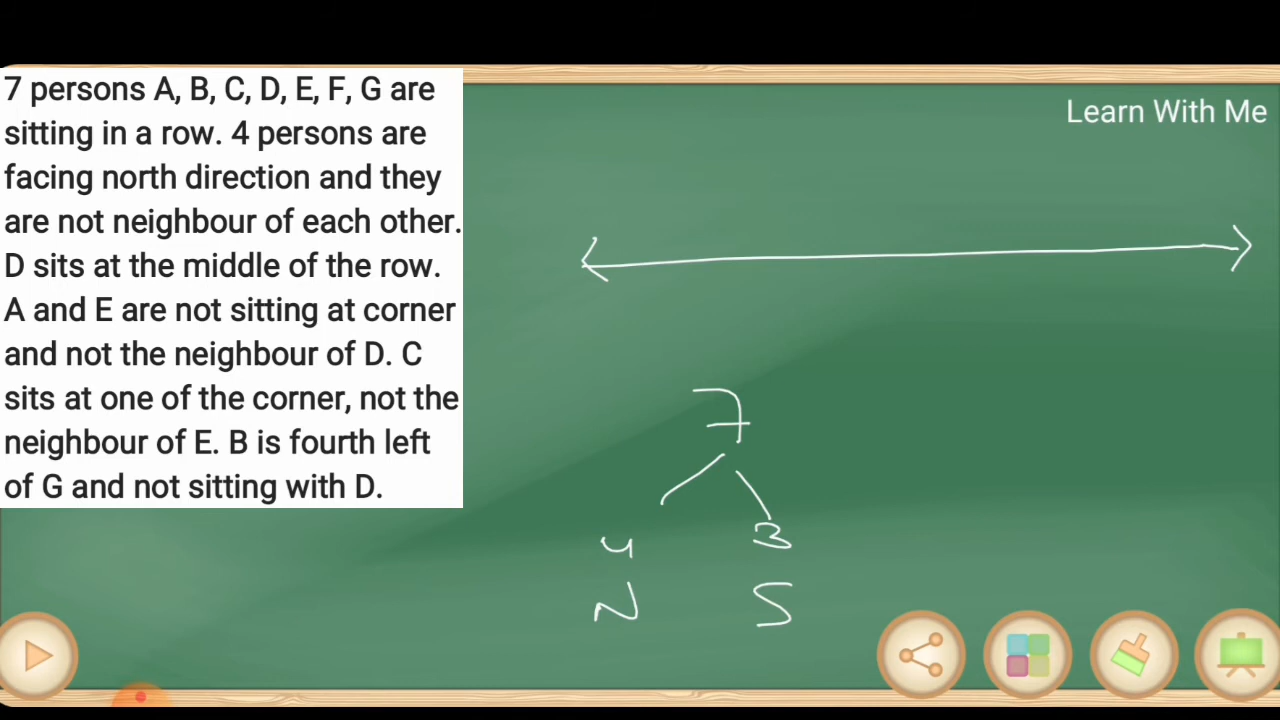 7 persons A, B, C, D, E, F, G are
sitting in a row. 4 persons are
facing north direction and they
are not neighbour of each other.
D sits at the middle of the row.
A and E are not sitting at corner
and not the neighbour of D. C
sits at one of the corner, not the
neighbour of E. B is fourth left
of G and not sitting with D.
Learn With Me
7
4 3
N S